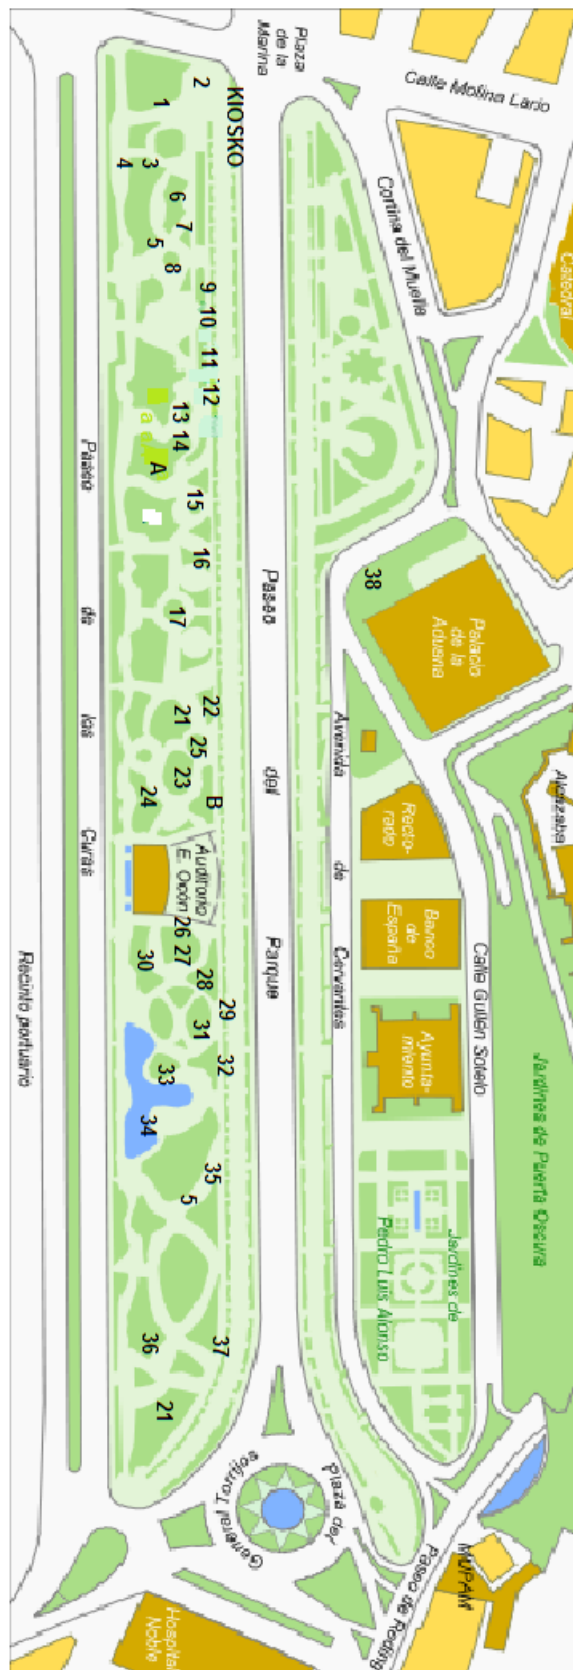 Plaza
de la
Marina
Calle Molina Lario
2
KIOSKO
1
Cortina del Muelle
Catedral
4
3
6
7
5
8
9
10
11
12
13
14
a
A
15
16
38
Palacio
de la
Aduana
17
Paseo
de
los
Curas
Paseo
del
Parque
Avenida
de
Cervantes
22
21
25
23
24
B
Alcazaba
Recto-
rado
Auditorio
E. Ocón
Banco
de
España
26
27
30
28
29
31
32
33
34
Ayunta-
miento
Calle Guillén Sotelo
Recinto portuario
Jardines de Puerta Oscura
35
5
Jardines de
Pedro Luis Alonso
36
37
21
Plaza del
General Torrijos
Paseo de Reding
MUPAM
Hospital
Noble